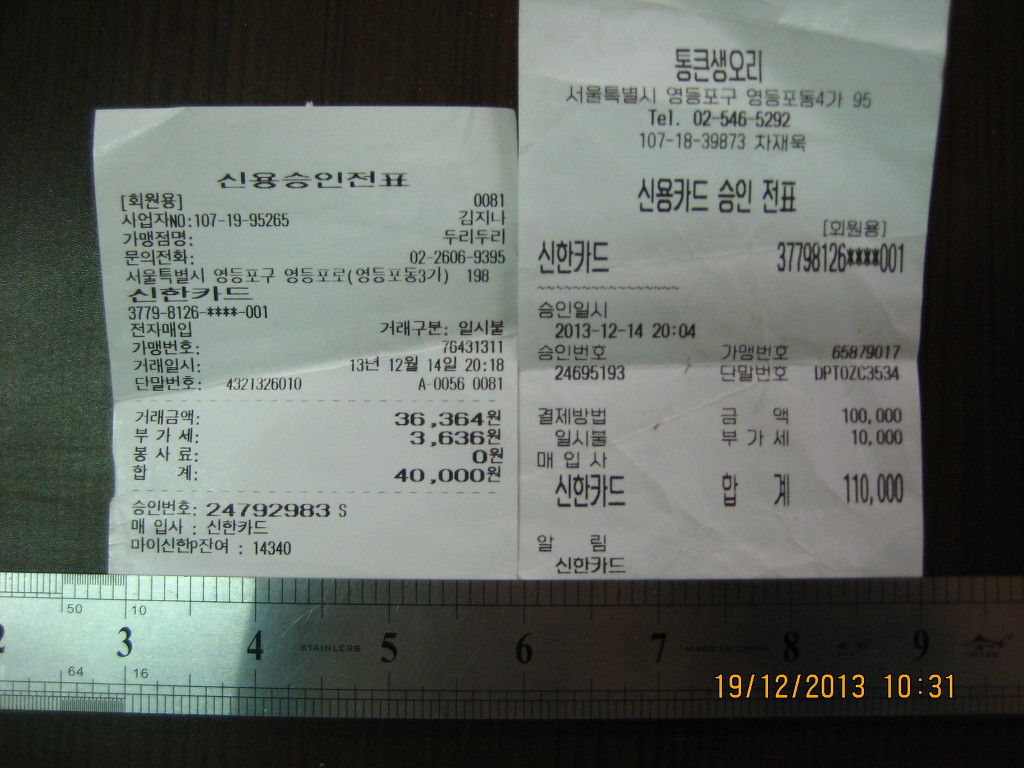 신용승인전표
[회원용] 0081
사업자NO:107-19-95265 김지나
가맹점명: 두리두리
문의전화: 02-2606-9395
서울특별시 영등포구 영등포로(영등포동3가) 198
신한카드
3779-8126-****-001
전자매입 거래구분: 일시불
가맹번호: 76431311
거래일시: 13년 12월 14일 20:18
단말번호: 4321326010 A-0056 0081
거래금액: 36,364원
부 가 세: 3,636원
봉 사 료: 0원
합 계: 40,000원
승인번호: 24792983 S
매 입사 : 신한카드
마이신한P잔여 : 14340
통큰생오리
서울특별시 영등포구 영등포동4가 95
Tel. 02-546-5292
107-18-39873 차재욱
신용카드 승인 전표
[회원용]
신한카드 37798126****001
~~~~~~~~~~~~~~~~
승인일시
2013-12-14 20:04
승인번호 가맹번호 65879017
24695193 단말번호 DPT0ZC3534
결제방법 금 액 100,000
일시불 부 가 세 10,000
매 입 사
신한카드 합 계 110,000
알 림
신한카드
50 10
2 3 4 STAINLESS 5 6 7 MADE IN JAPAN 8 9
64 16
19/12/2013 10:31